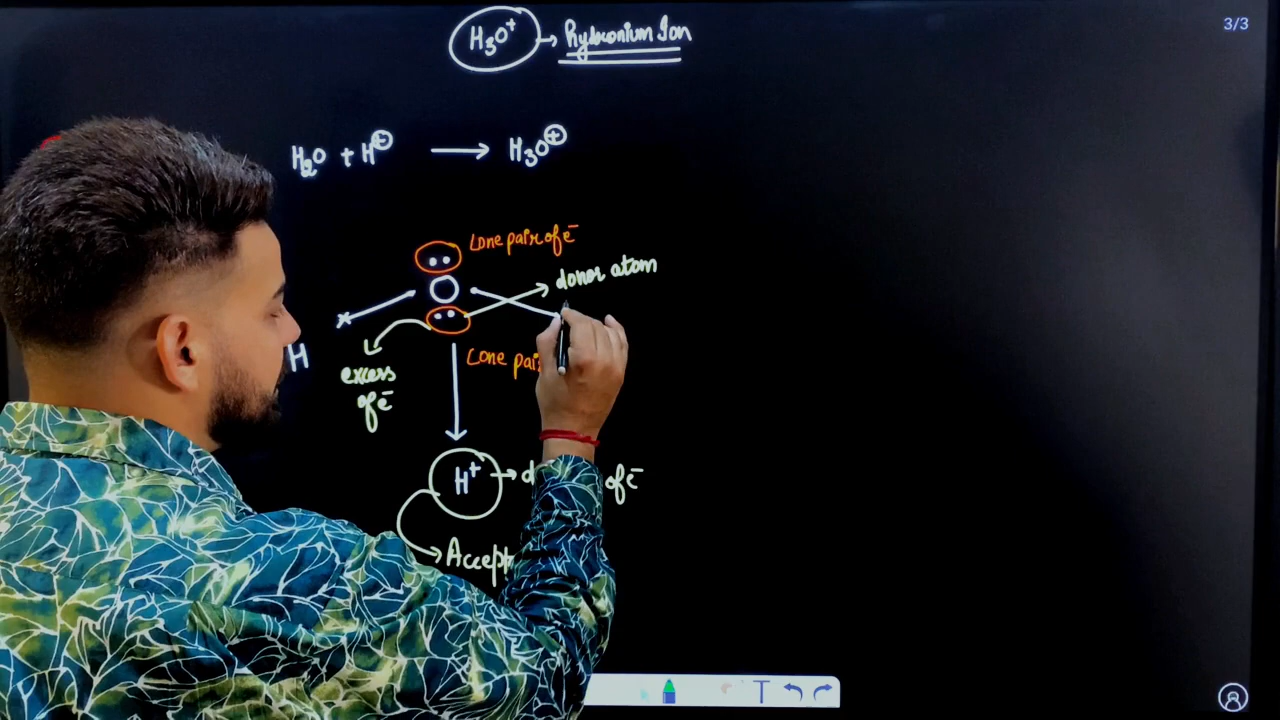 3/3
H3O+ → Hydronium Ion
H2O + H⊕ → H3O⊕
Lone pair of e⁻
donor atom
O
H
Lone pai
excess
of e⁻
H+
of e⁻
Accept
T